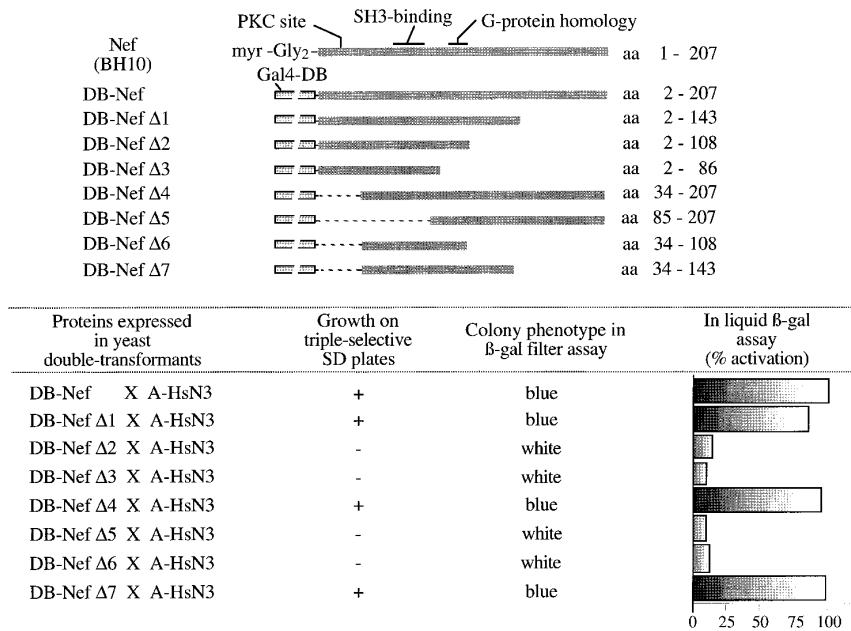 SH3-binding
PKC site G-protein homology
Nef myr -Gly2- aa 1 - 207
(BH10)
Gal4-DB
DB-Nef aa 2 - 207
DB-Nef Δ1 aa 2 - 143
DB-Nef Δ2 aa 2 - 108
DB-Nef Δ3 aa 2 - 86
DB-Nef Δ4 aa 34 - 207
DB-Nef Δ5 aa 85 - 207
DB-Nef Δ6 aa 34 - 108
DB-Nef Δ7 aa 34 - 143
Proteins expressed Growth on Colony phenotype in In liquid ß-gal
in yeast triple-selective ß-gal filter assay assay
double-transformants SD plates (% activation)
DB-Nef X A-HsN3 + blue
DB-Nef Δ1 X A-HsN3 + blue
DB-Nef Δ2 X A-HsN3 - white
DB-Nef Δ3 X A-HsN3 - white
DB-Nef Δ4 X A-HsN3 + blue
DB-Nef Δ5 X A-HsN3 - white
DB-Nef Δ6 X A-HsN3 - white
DB-Nef Δ7 X A-HsN3 + blue
0 25 50 75 100